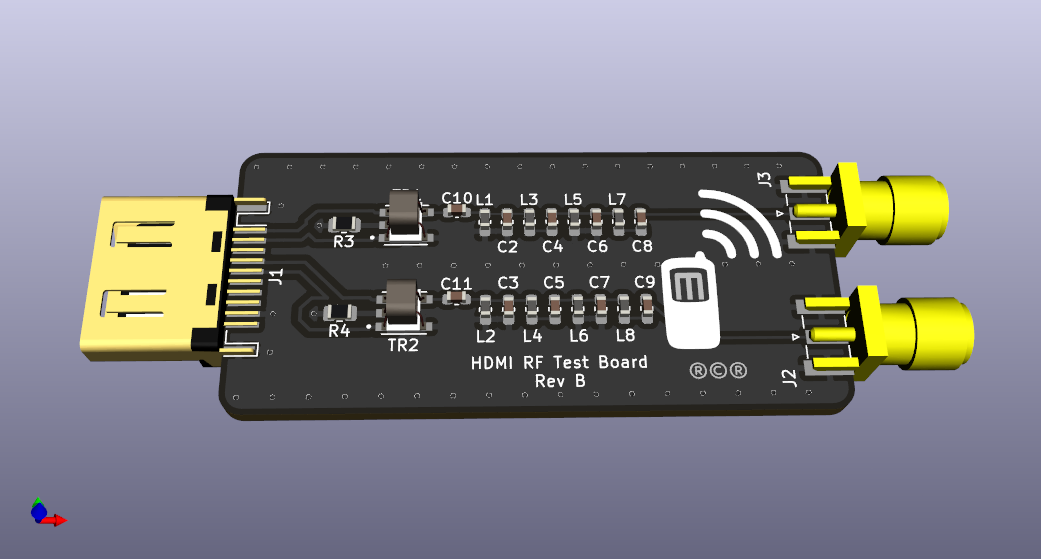 J3
C10 L1 L3 L5 L7
R3
C2 C4 C6 C8
J1
C11 C3 C5 C7 C9
R4
L2 L4 L6 L8
TR2
HDMI RF Test Board
Rev B
®©®
J2